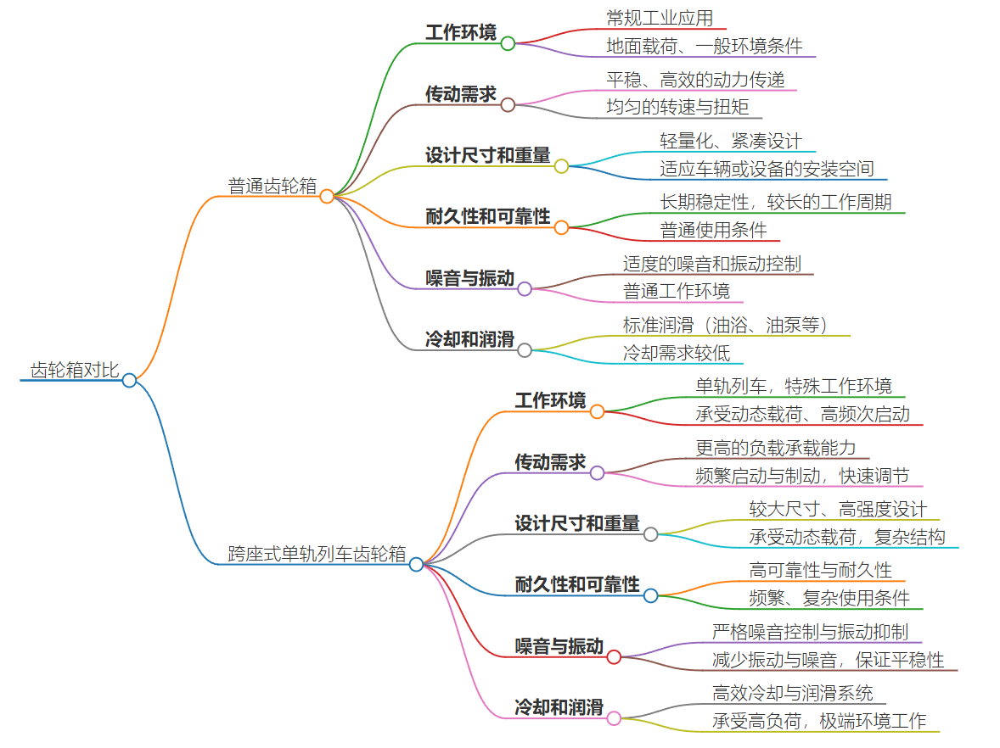 齿轮箱对比
普通齿轮箱
工作环境
常规工业应用
地面载荷、一般环境条件
传动需求
平稳、高效的动力传递
均匀的转速与扭矩
设计尺寸和重量
轻量化、紧凑设计
适应车辆或设备的安装空间
耐久性和可靠性
长期稳定性，较长的工作周期
普通使用条件
噪音与振动
适度的噪音和振动控制
普通工作环境
冷却和润滑
标准润滑（油浴、油泵等）
冷却需求较低
跨座式单轨列车齿轮箱
工作环境
单轨列车，特殊工作环境
承受动态载荷、高频次启动
传动需求
更高的负载承载能力
频繁启动与制动，快速调节
设计尺寸和重量
较大尺寸、高强度设计
承受动态载荷，复杂结构
耐久性和可靠性
高可靠性与耐久性
频繁、复杂使用条件
噪音与振动
严格噪音控制与振动抑制
减少振动与噪音，保证平稳性
冷却和润滑
高效冷却与润滑系统
承受高负荷，极端环境工作